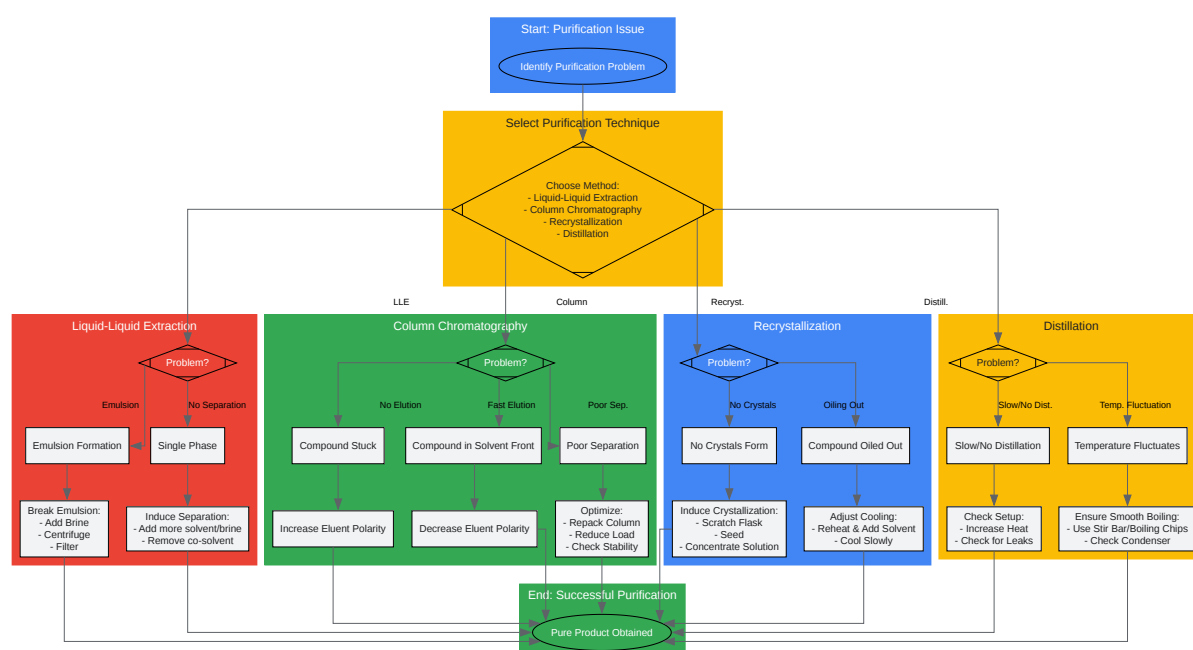 Start: Purification Issue
Identify Purification Problem
Select Purification Technique
Choose Method:
- Liquid-Liquid Extraction
- Column Chromatography
- Recrystallization
- Distillation
LLE
Column
Recryst.
Distill.
Liquid-Liquid Extraction
Problem?
Emulsion
No Separation
Emulsion Formation
Single Phase
Break Emulsion:
- Add Brine
- Centrifuge
- Filter
Induce Separation:
- Add more solvent/brine
- Remove co-solvent
Column Chromatography
Problem?
No Elution
Fast Elution
Poor Sep.
Compound Stuck
Compound in Solvent Front
Poor Separation
Increase Eluent Polarity
Decrease Eluent Polarity
Optimize:
- Repack Column
- Reduce Load
- Check Stability
Recrystallization
Problem?
No Crystals
Oiling Out
No Crystals Form
Compound Oiled Out
Induce Crystallization:
- Scratch Flask
- Seed
- Concentrate Solution
Adjust Cooling:
- Reheat & Add Solvent
- Cool Slowly
Distillation
Problem?
Slow/No Dist.
Temp. Fluctuation
Slow/No Distillation
Temperature Fluctuates
Check Setup:
- Increase Heat
- Check for Leaks
Ensure Smooth Boiling:
- Use Stir Bar/Boiling Chips
- Check Condenser
End: Successful Purification
Pure Product Obtained